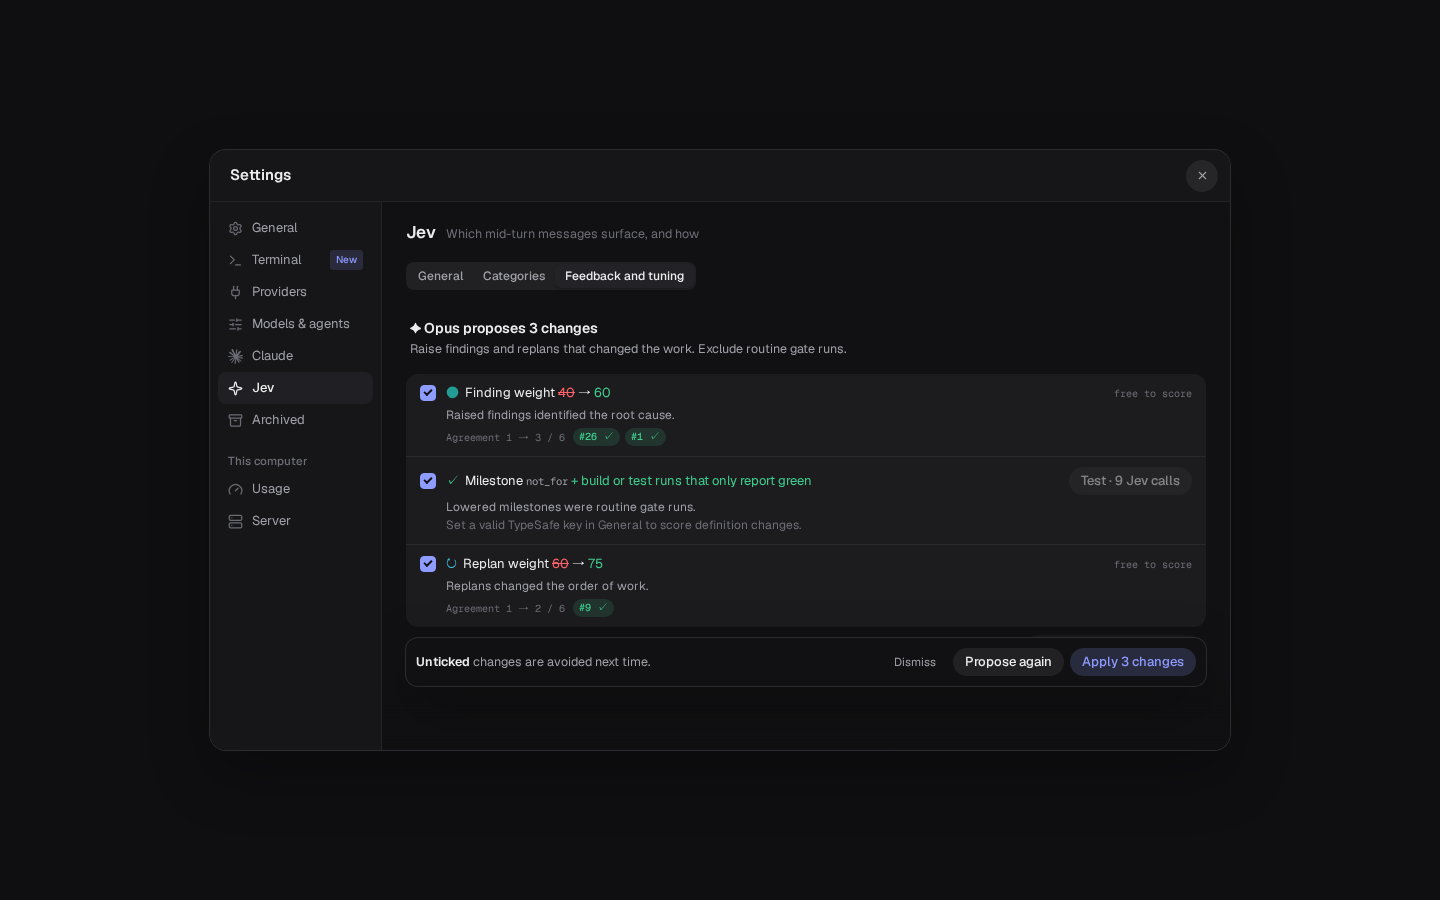 Settings
General
Terminal New
Providers
Models & agents
Claude
Jev
Archived
This computer
Usage
Server
Jev Which mid-turn messages surface, and how
General Categories Feedback and tuning
Opus proposes 3 changes
Raise findings and replans that changed the work. Exclude routine gate runs.
Finding weight 40 → 60 free to score
Raised findings identified the root cause.
Agreement 1 → 3 / 6 #26 ✓ #1 ✓
✓ Milestone not_for + build or test runs that only report green Test · 9 Jev calls
Lowered milestones were routine gate runs.
Set a valid TypeSafe key in General to score definition changes.
Replan weight 60 → 75 free to score
Replans changed the order of work.
Agreement 1 → 2 / 6 #9 ✓
Unticked changes are avoided next time. Dismiss Propose again Apply 3 changes